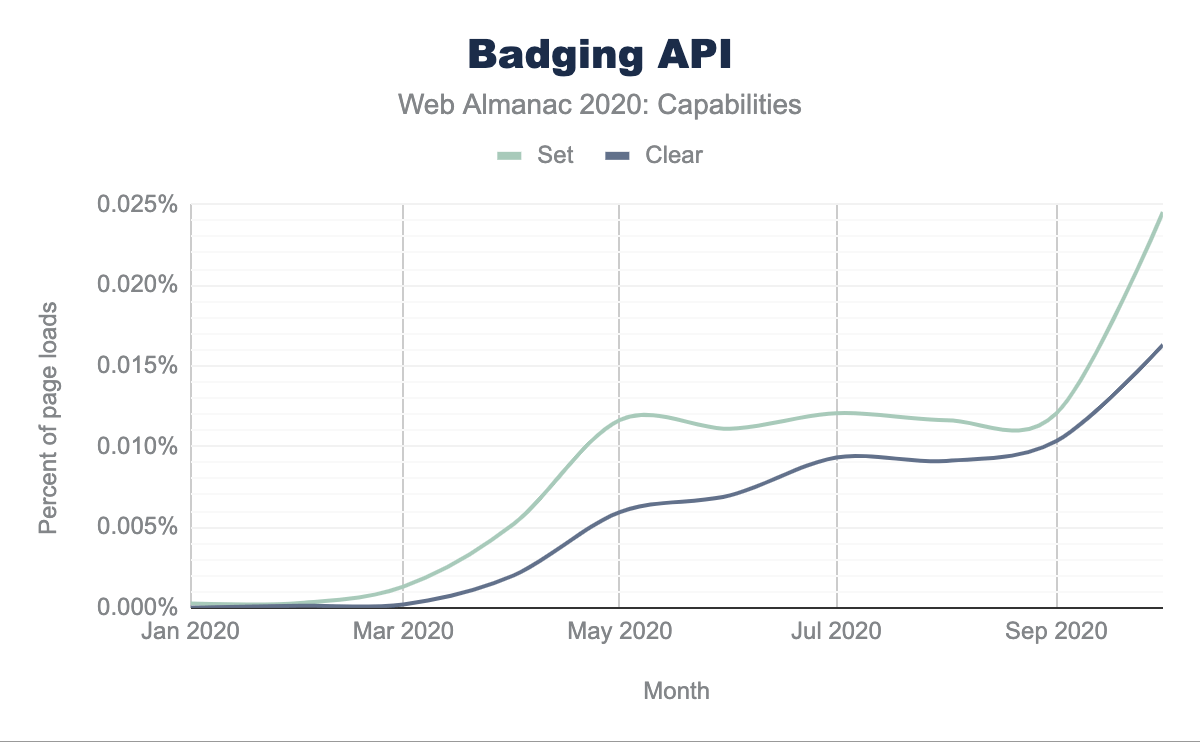 Badging API
Web Almanac 2020: Capabilities
Set Clear
0.025%
0.020%
0.015%
0.010%
0.005%
0.000%
Percent of page loads
Jan 2020 Mar 2020 May 2020 Jul 2020 Sep 2020
Month